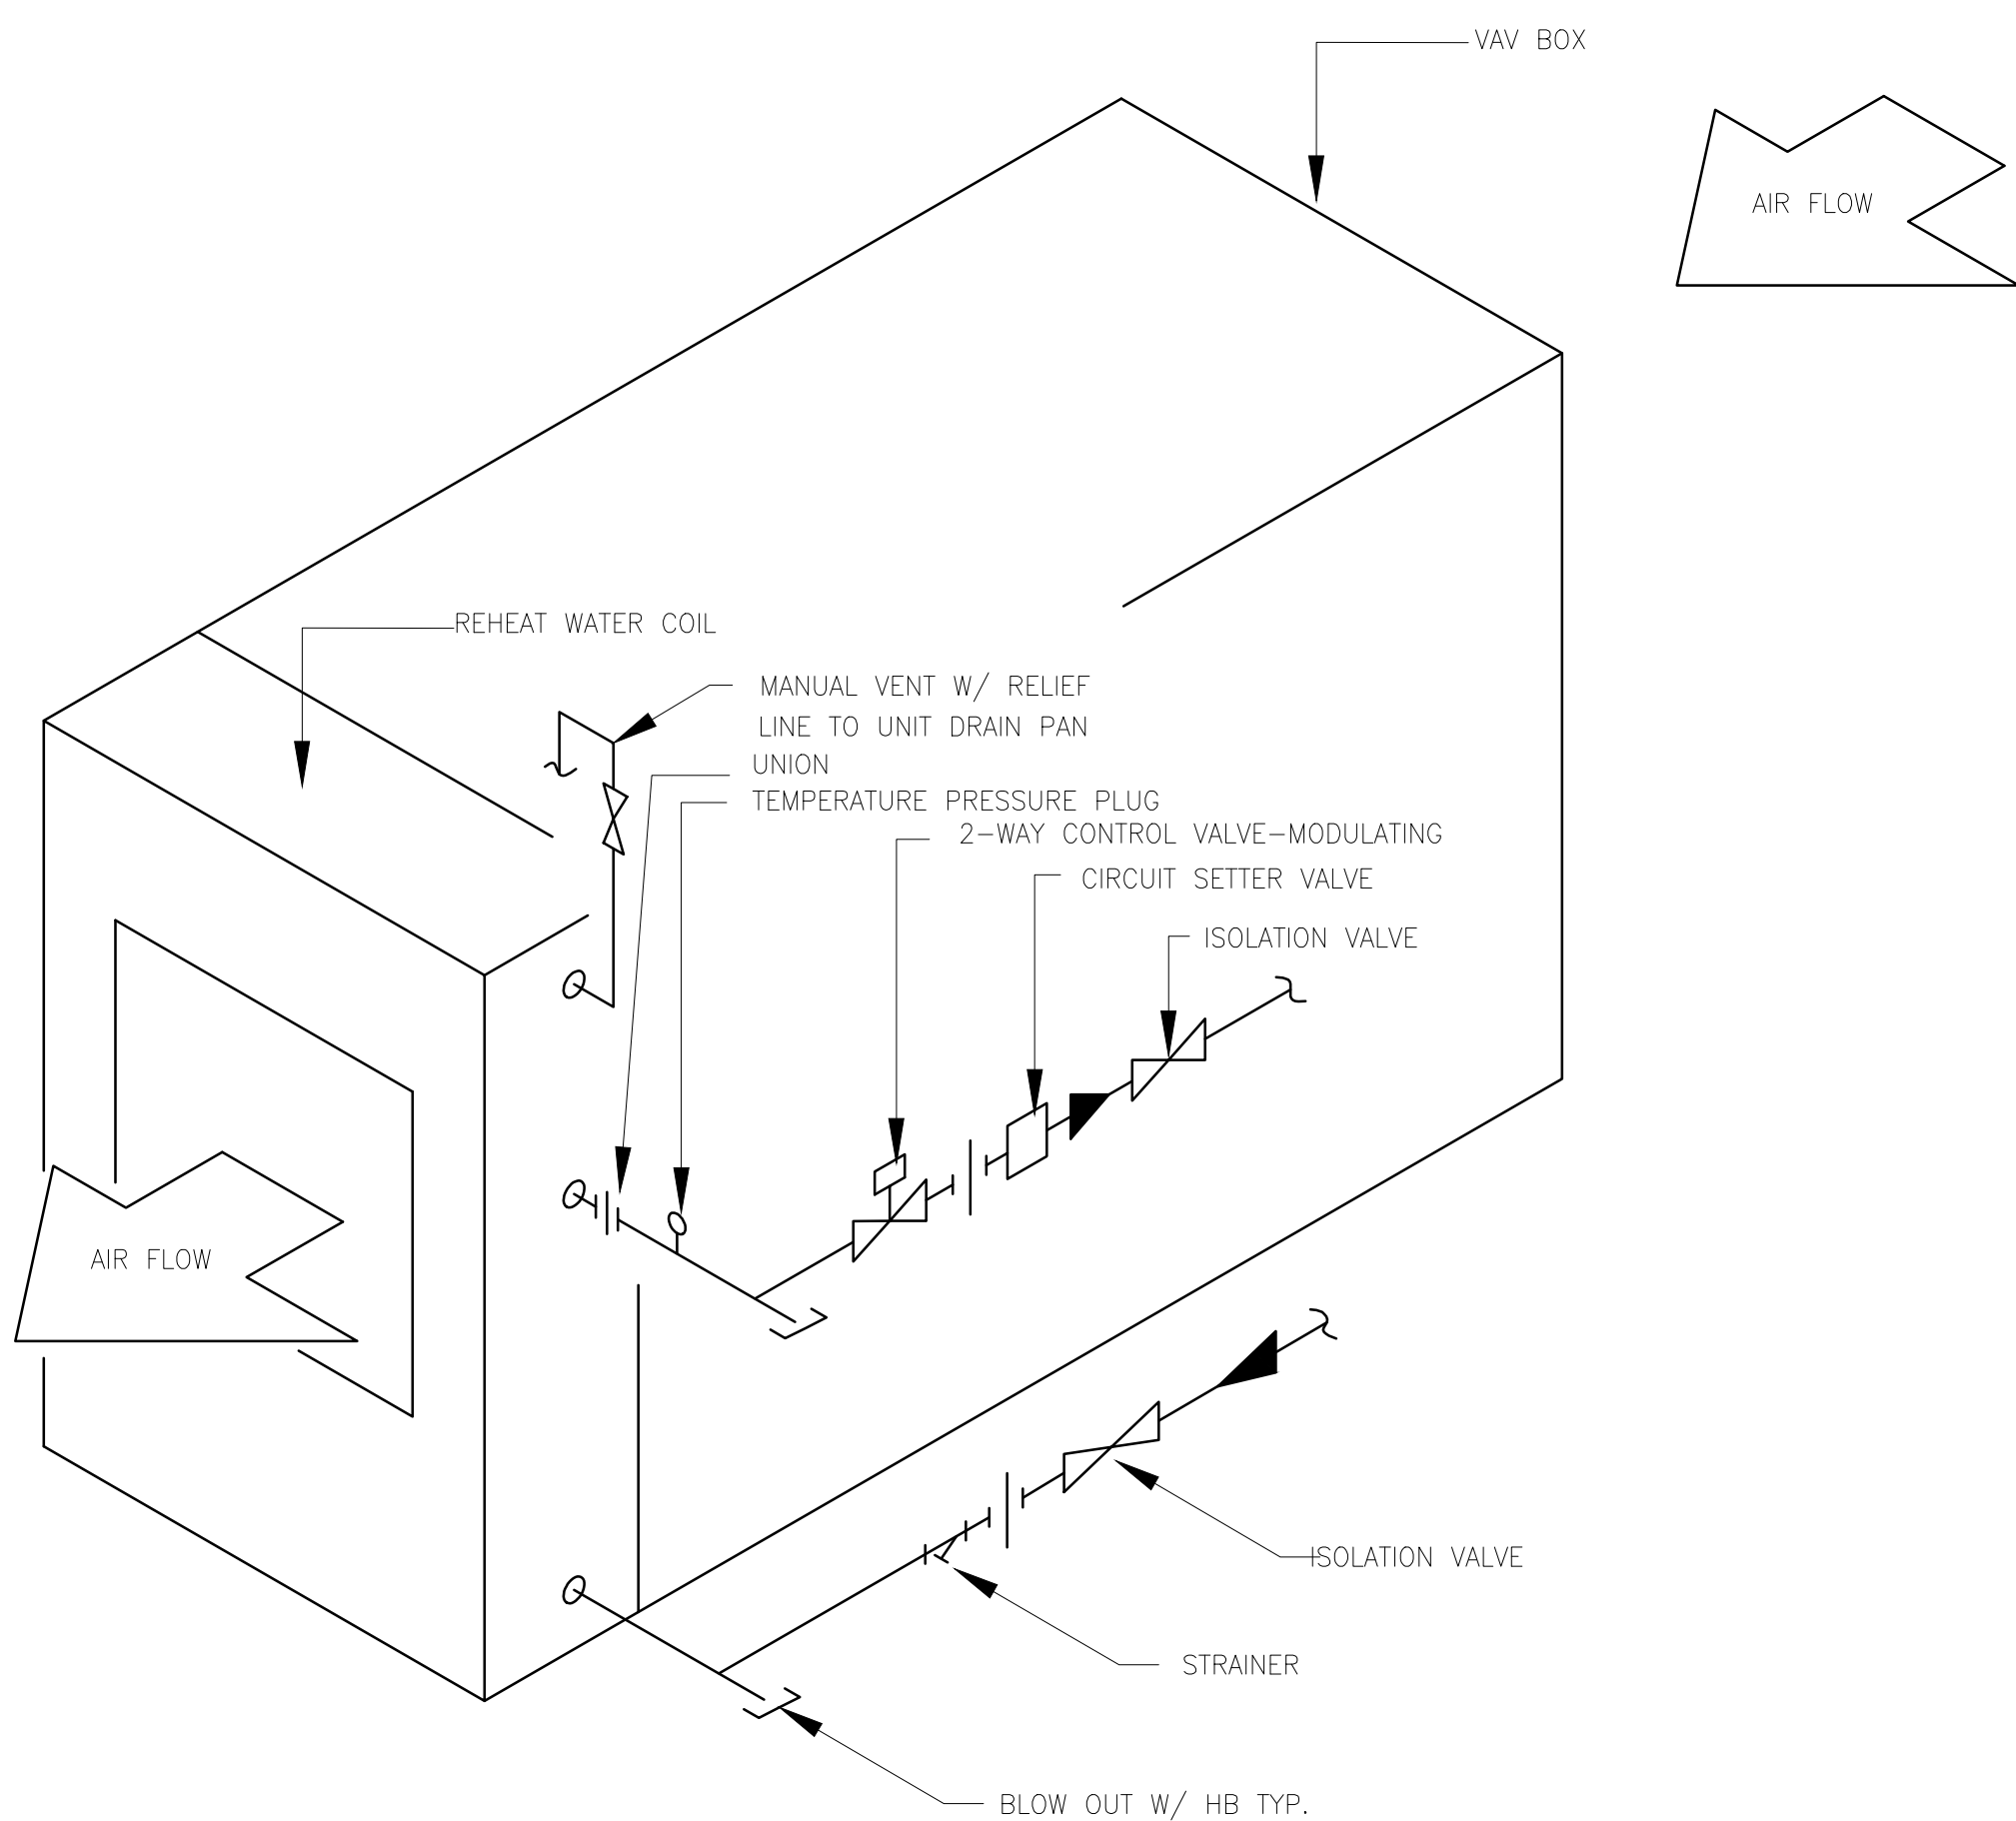 VAV BOX
AIR FLOW
REHEAT WATER COIL
MANUAL VENT W/ RELIEF
LINE TO UNIT DRAIN PAN
UNION
TEMPERATURE PRESSURE PLUG
2-WAY CONTROL VALVE-MODULATING
CIRCUIT SETTER VALVE
ISOLATION VALVE
AIR FLOW
ISOLATION VALVE
STRAINER
BLOW OUT W/ HB TYP.